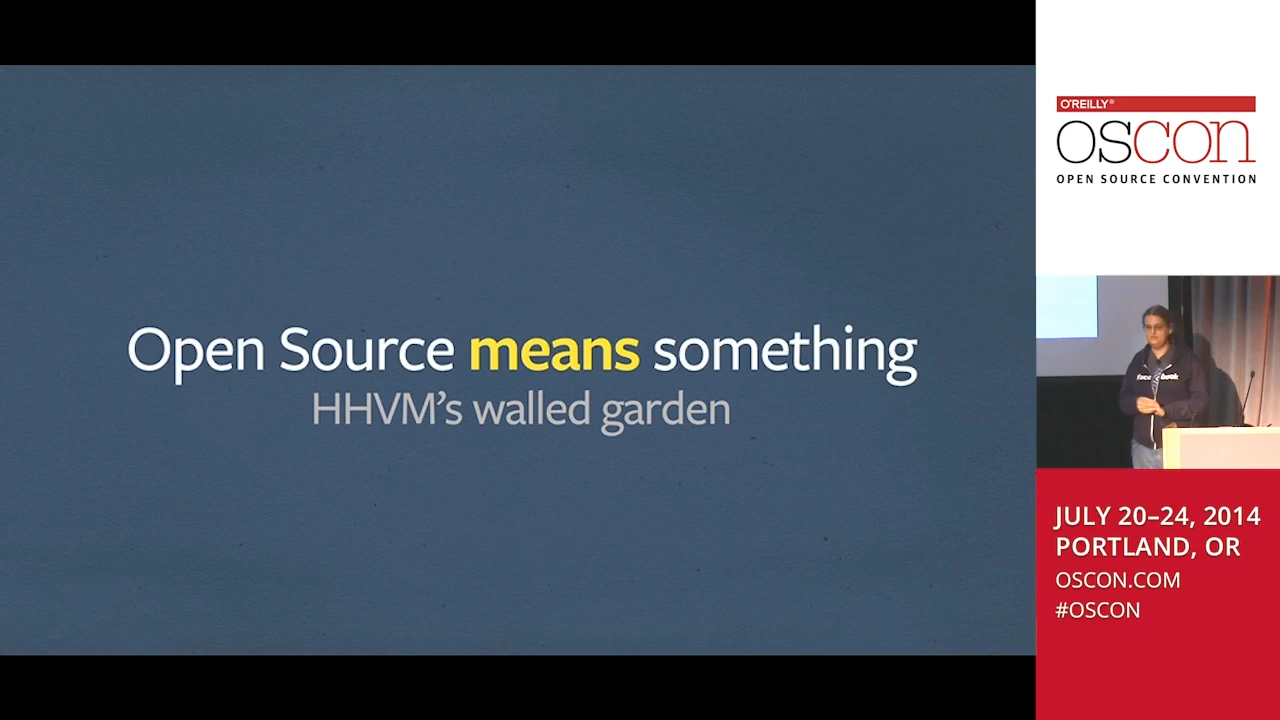 Open Source means something
HHVM's walled garden
O'REILLY®
OSCON
OPEN SOURCE CONVENTION
facebook
JULY 20–24, 2014
PORTLAND, OR
OSCON.COM
#OSCON